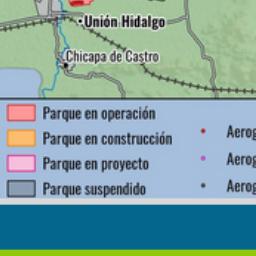 Unión Hidalgo
Chicapa de Castro
Parque en operación
Parque en construcción
Parque en proyecto
Parque suspendido